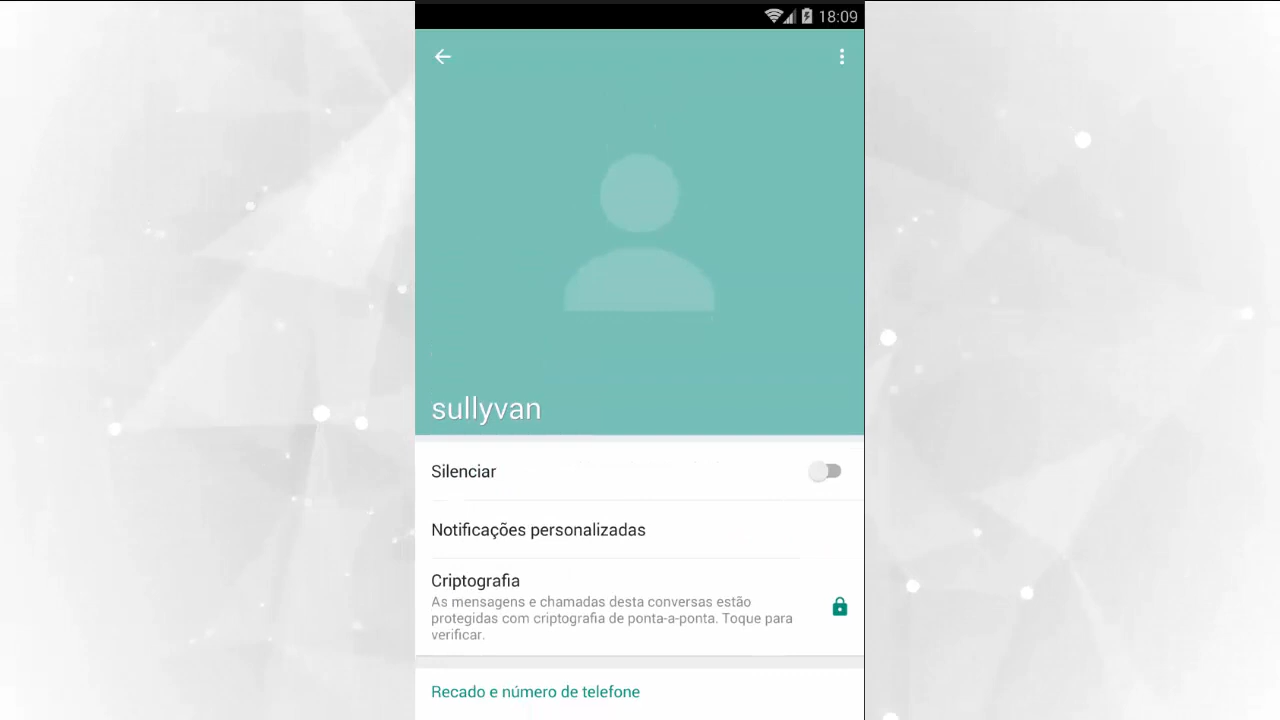 18:09
sullyvan
Silenciar
Notificações personalizadas
Criptografia
As mensagens e chamadas desta conversas estão
protegidas com criptografia de ponta-a-ponta. Toque para
verificar.
Recado e número de telefone